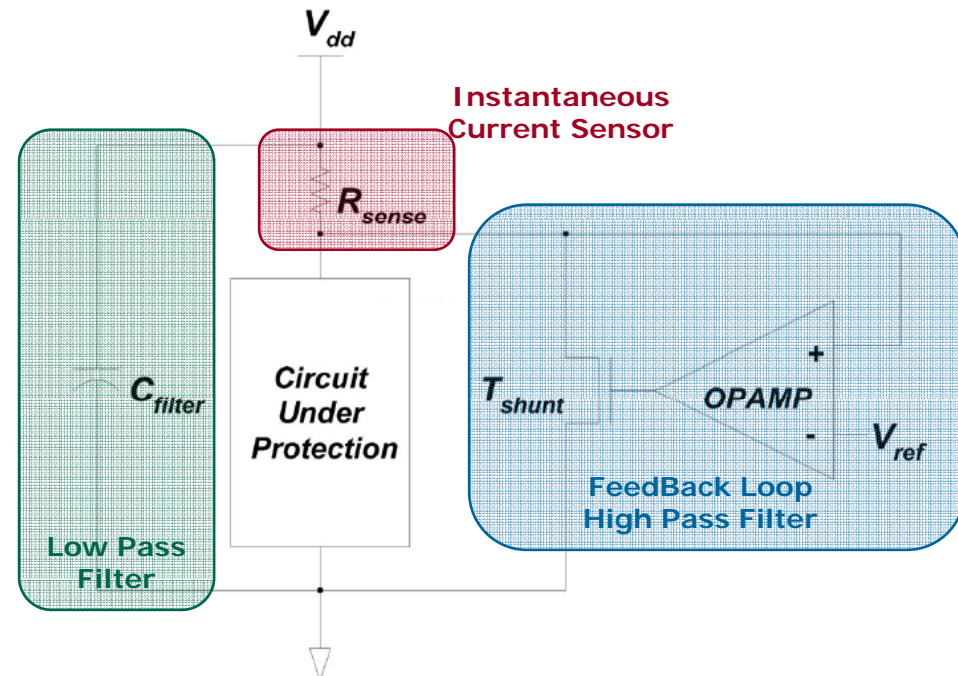 V_dd
Instantaneous
Current Sensor
R_sense
C_filter
Circuit
Under
Protection
T_shunt
+
OPAMP
-
V_ref
FeedBack Loop
High Pass Filter
Low Pass
Filter